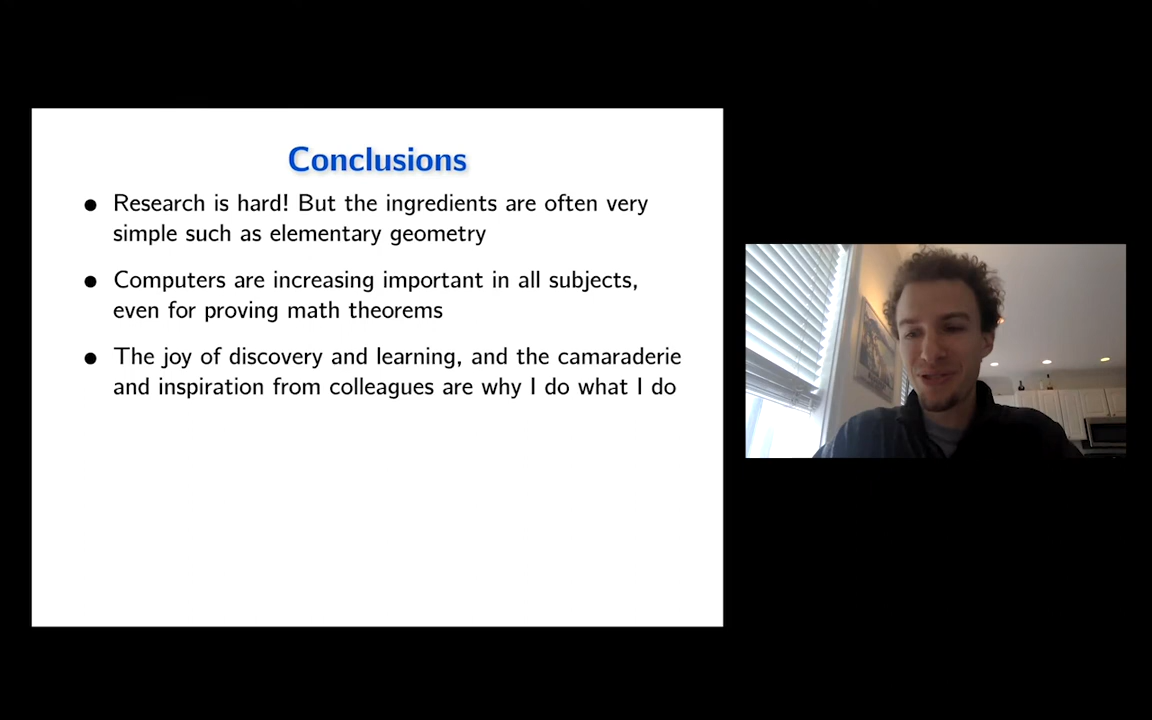 Conclusions
● Research is hard! But the ingredients are often very
simple such as elementary geometry
● Computers are increasing important in all subjects,
even for proving math theorems
● The joy of discovery and learning, and the camaraderie
and inspiration from colleagues are why I do what I do